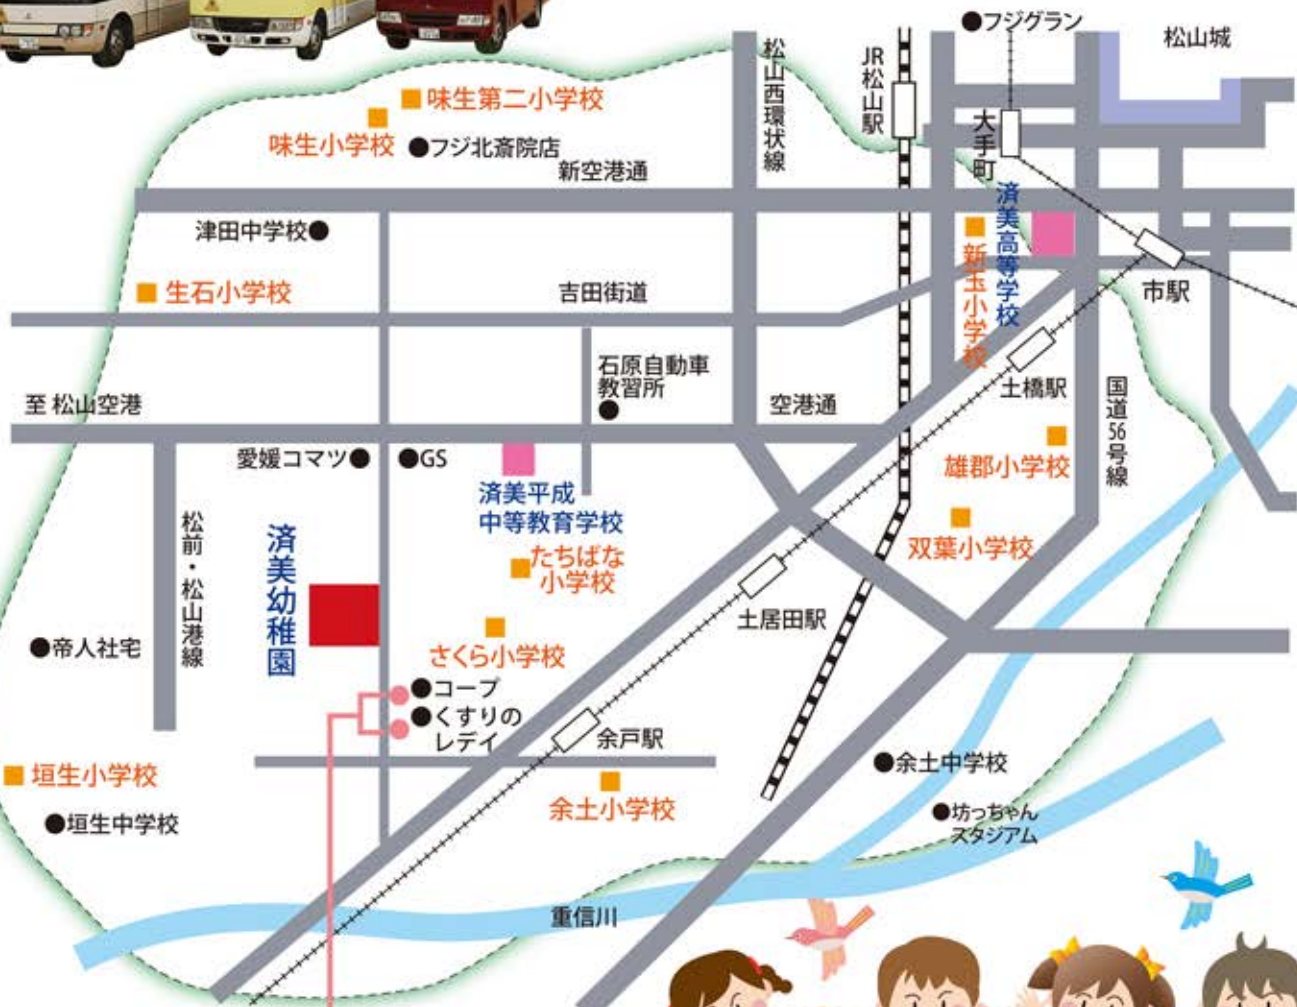 フジグラン
松山城
松山西環状線
JR松山駅
大手町
味生第二小学校
味生小学校
フジ北斎院店
新空港通
済美高等学校
津田中学校
新玉小学校
生石小学校
吉田街道
市駅
石原自動車
教習所
土橋駅
国道56号線
至 松山空港
空港通
愛媛コマツ
GS
雄郡小学校
済美平成
中等教育学校
松前・松山港線
済美幼稚園
双葉小学校
たちばな
小学校
土居田駅
帝人社宅
さくら小学校
コープ
くすりの
レデイ
余戸駅
余土中学校
垣生小学校
余土小学校
垣生中学校
坊っちゃん
スタジアム
重信川